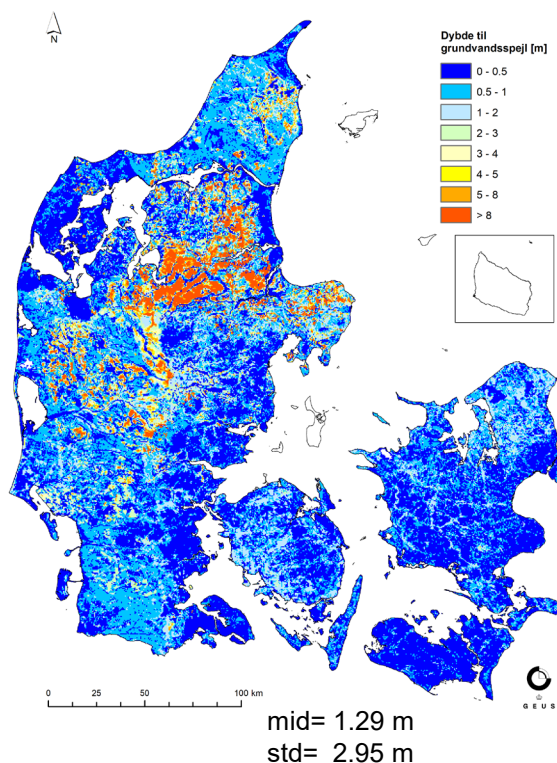 N
Dybde til
grundvandsspejl [m]
0 - 0.5
0.5 - 1
1 - 2
2 - 3
3 - 4
4 - 5
5 - 8
> 8
0 25 50 100 km
G E U S
mid= 1.29 m
std= 2.95 m